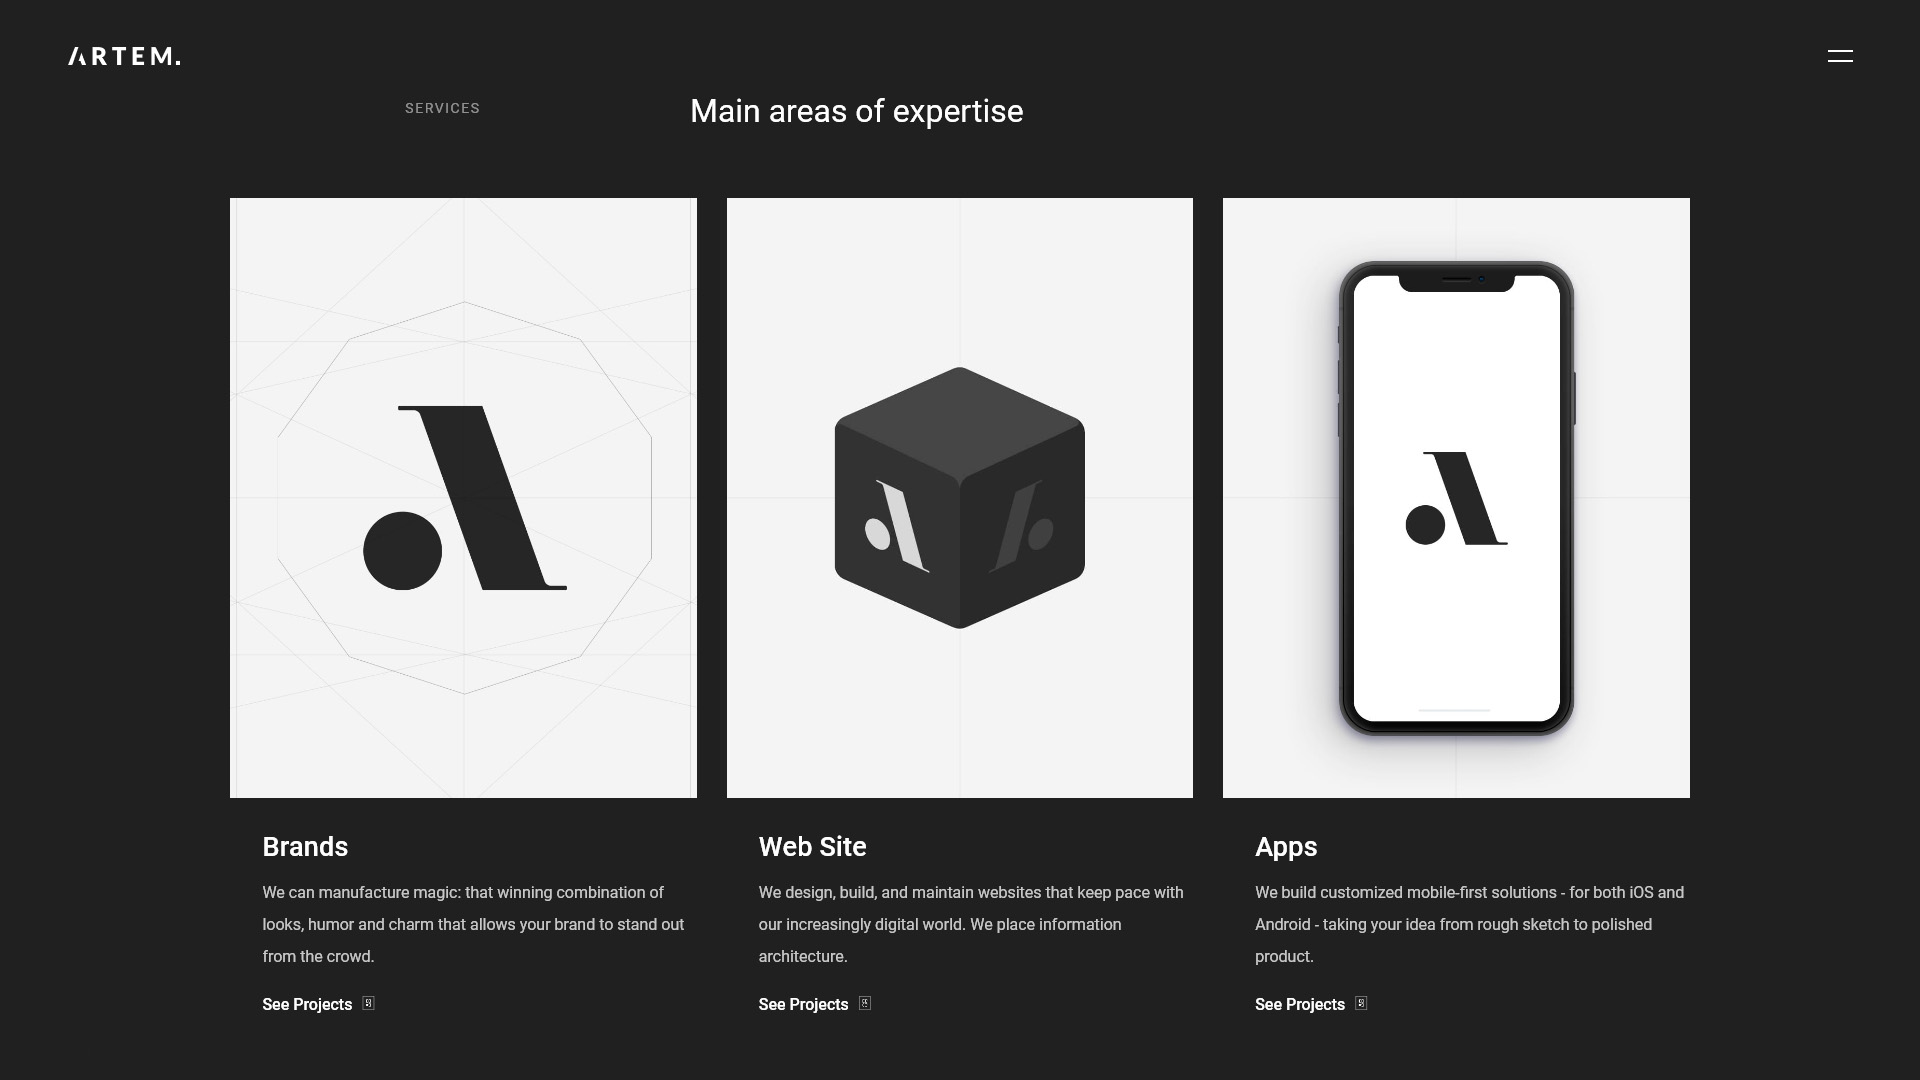 ARTEM.
SERVICES
Main areas of expertise
Brands
We can manufacture magic: that winning combination of
looks, humor and charm that allows your brand to stand out
from the crowd.
See Projects
Web Site
We design, build, and maintain websites that keep pace with
our increasingly digital world. We place information
architecture.
See Projects
Apps
We build customized mobile-first solutions - for both iOS and
Android - taking your idea from rough sketch to polished
product.
See Projects